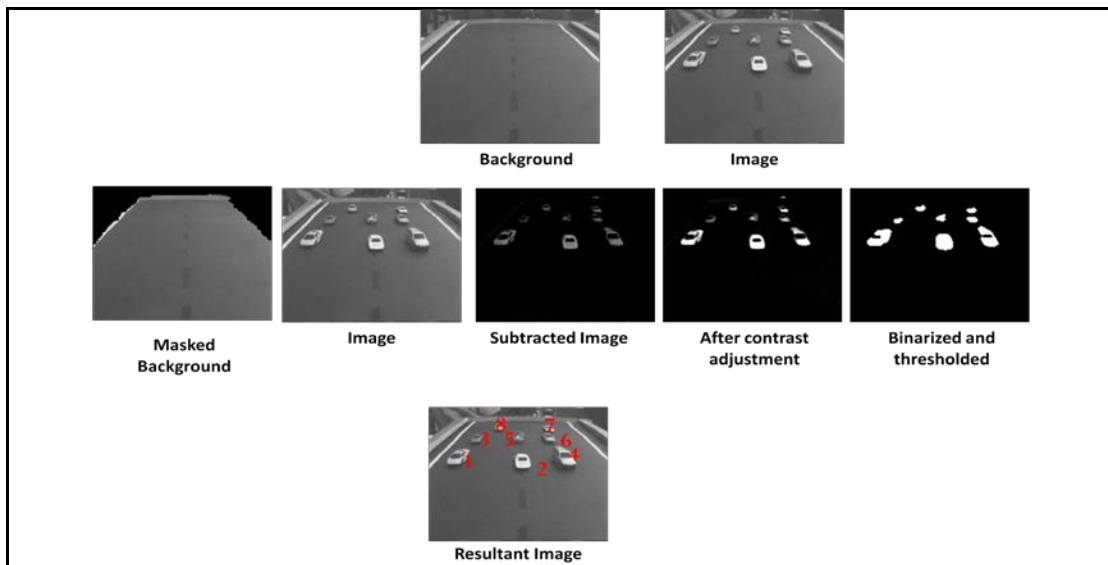 Background
Image
Masked
Background
Image
Subtracted Image
After contrast
adjustment
Binarized and
thresholded
8
7
3
5
6
1
4
2
Resultant Image